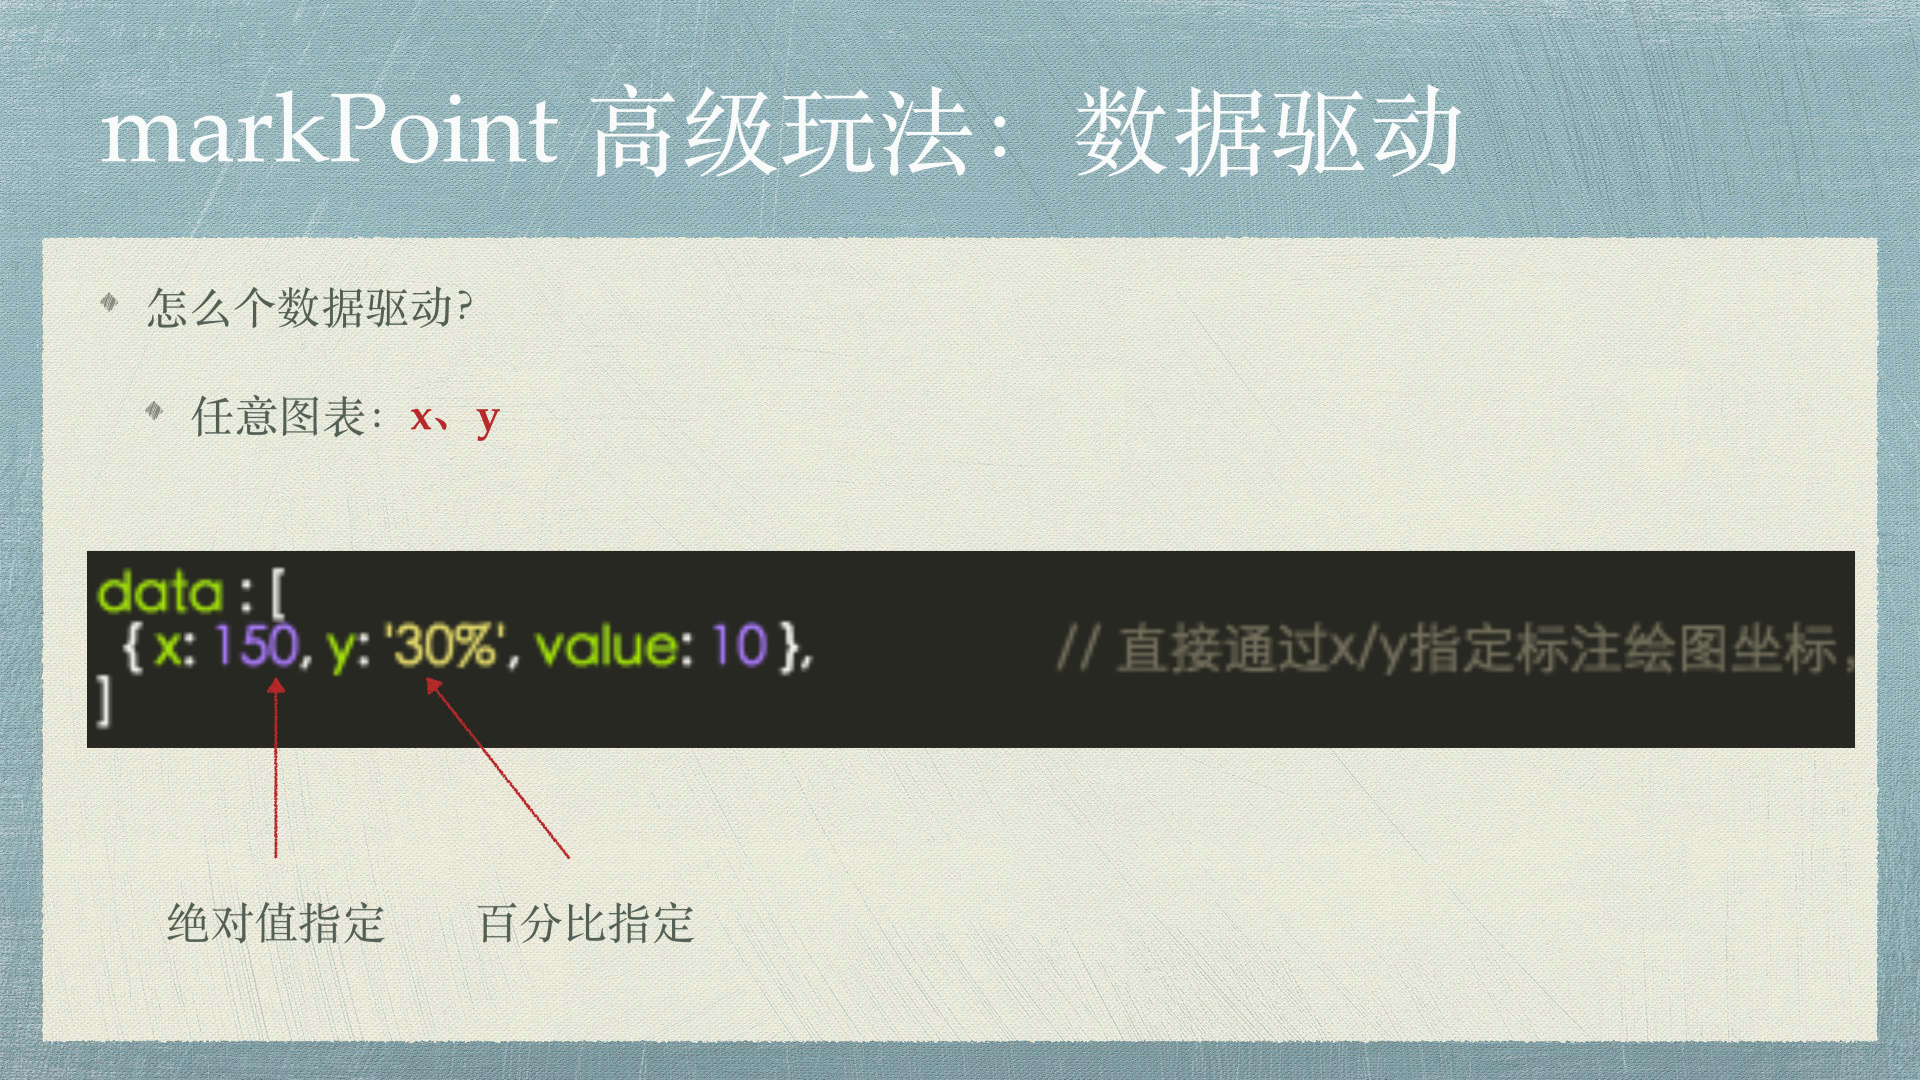 markPoint 高级玩法：数据驱动
怎么个数据驱动？
任意图表：x、y
data : [
{ x: 150, y: '30%', value: 10 }, // 直接通过x/y指定标注绘图坐标，
]
绝对值指定 百分比指定